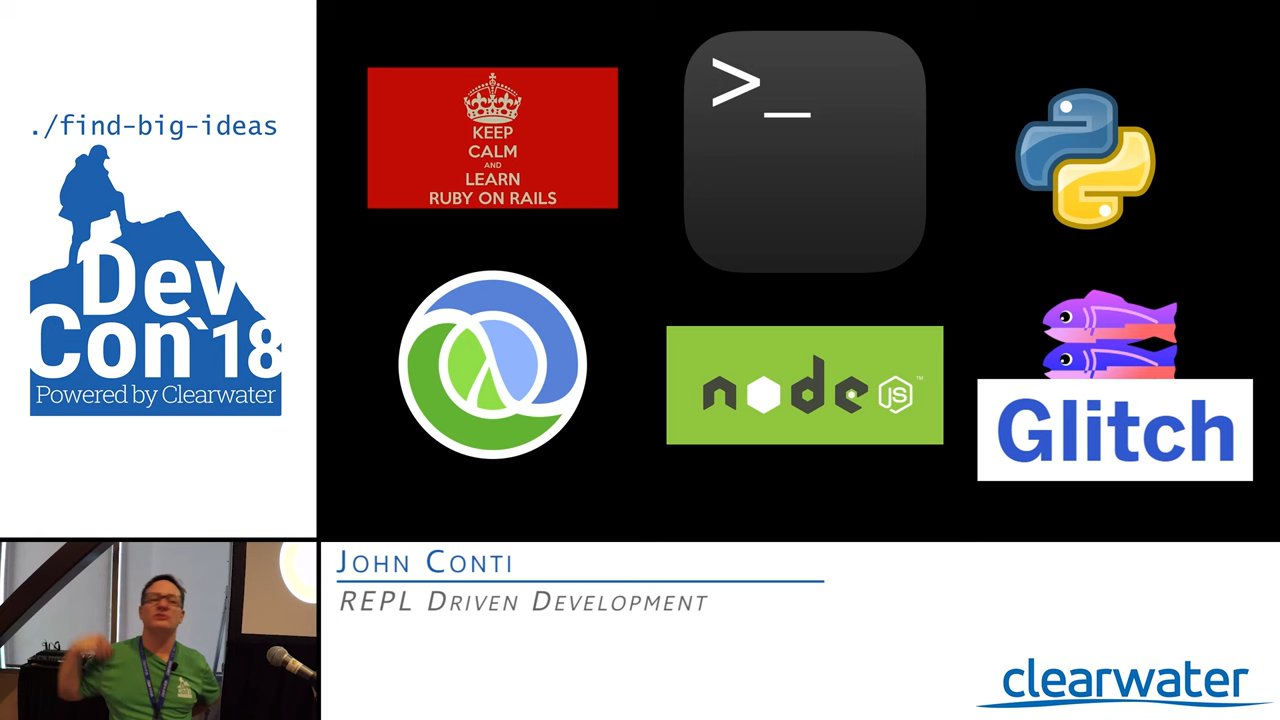 ./find-big-ideas
Dev
Con`18
Powered by Clearwater
KEEP
CALM
AND
LEARN
RUBY ON RAILS
>_
node
JS™
Glitch
JOHN CONTI
REPL DRIVEN DEVELOPMENT
clearwater